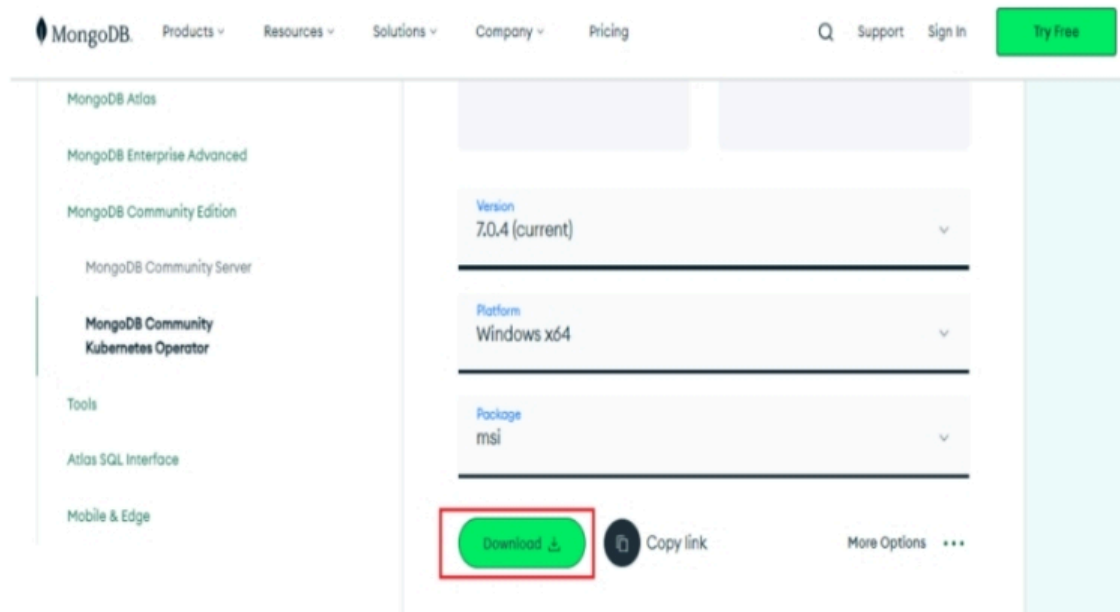 MongoDB. Products Resources Solutions Company Pricing Support Sign In Try Free
MongoDB Atlas
MongoDB Enterprise Advanced
MongoDB Community Edition
MongoDB Community Server
MongoDB Community
Kubernetes Operator
Tools
Atlas SQL Interface
Mobile & Edge
Version
7.0.4 (current)
Platform
Windows x64
Package
msi
Download Copy link More Options ...